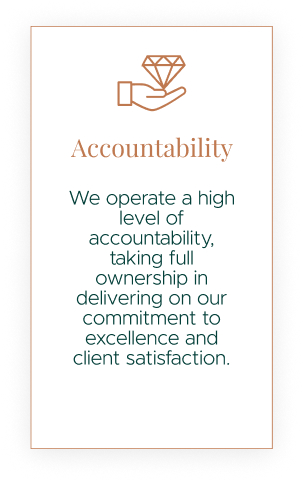 Accountability
We operate a high
level of
accountability,
taking full
ownership in
delivering on our
commitment to
excellence and
client satisfaction.